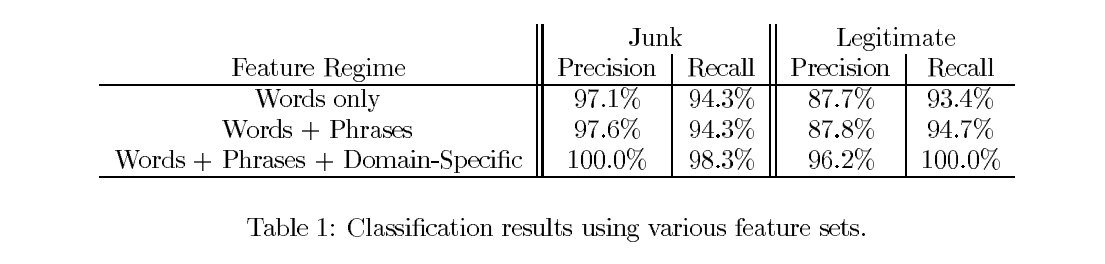 Junk Legitimate
Feature Regime Precision Recall Precision Recall
Words only 97.1% 94.3% 87.7% 93.4%
Words + Phrases 97.6% 94.3% 87.8% 94.7%
Words + Phrases + Domain-Specific 100.0% 98.3% 96.2% 100.0%
Table 1: Classification results using various feature sets.